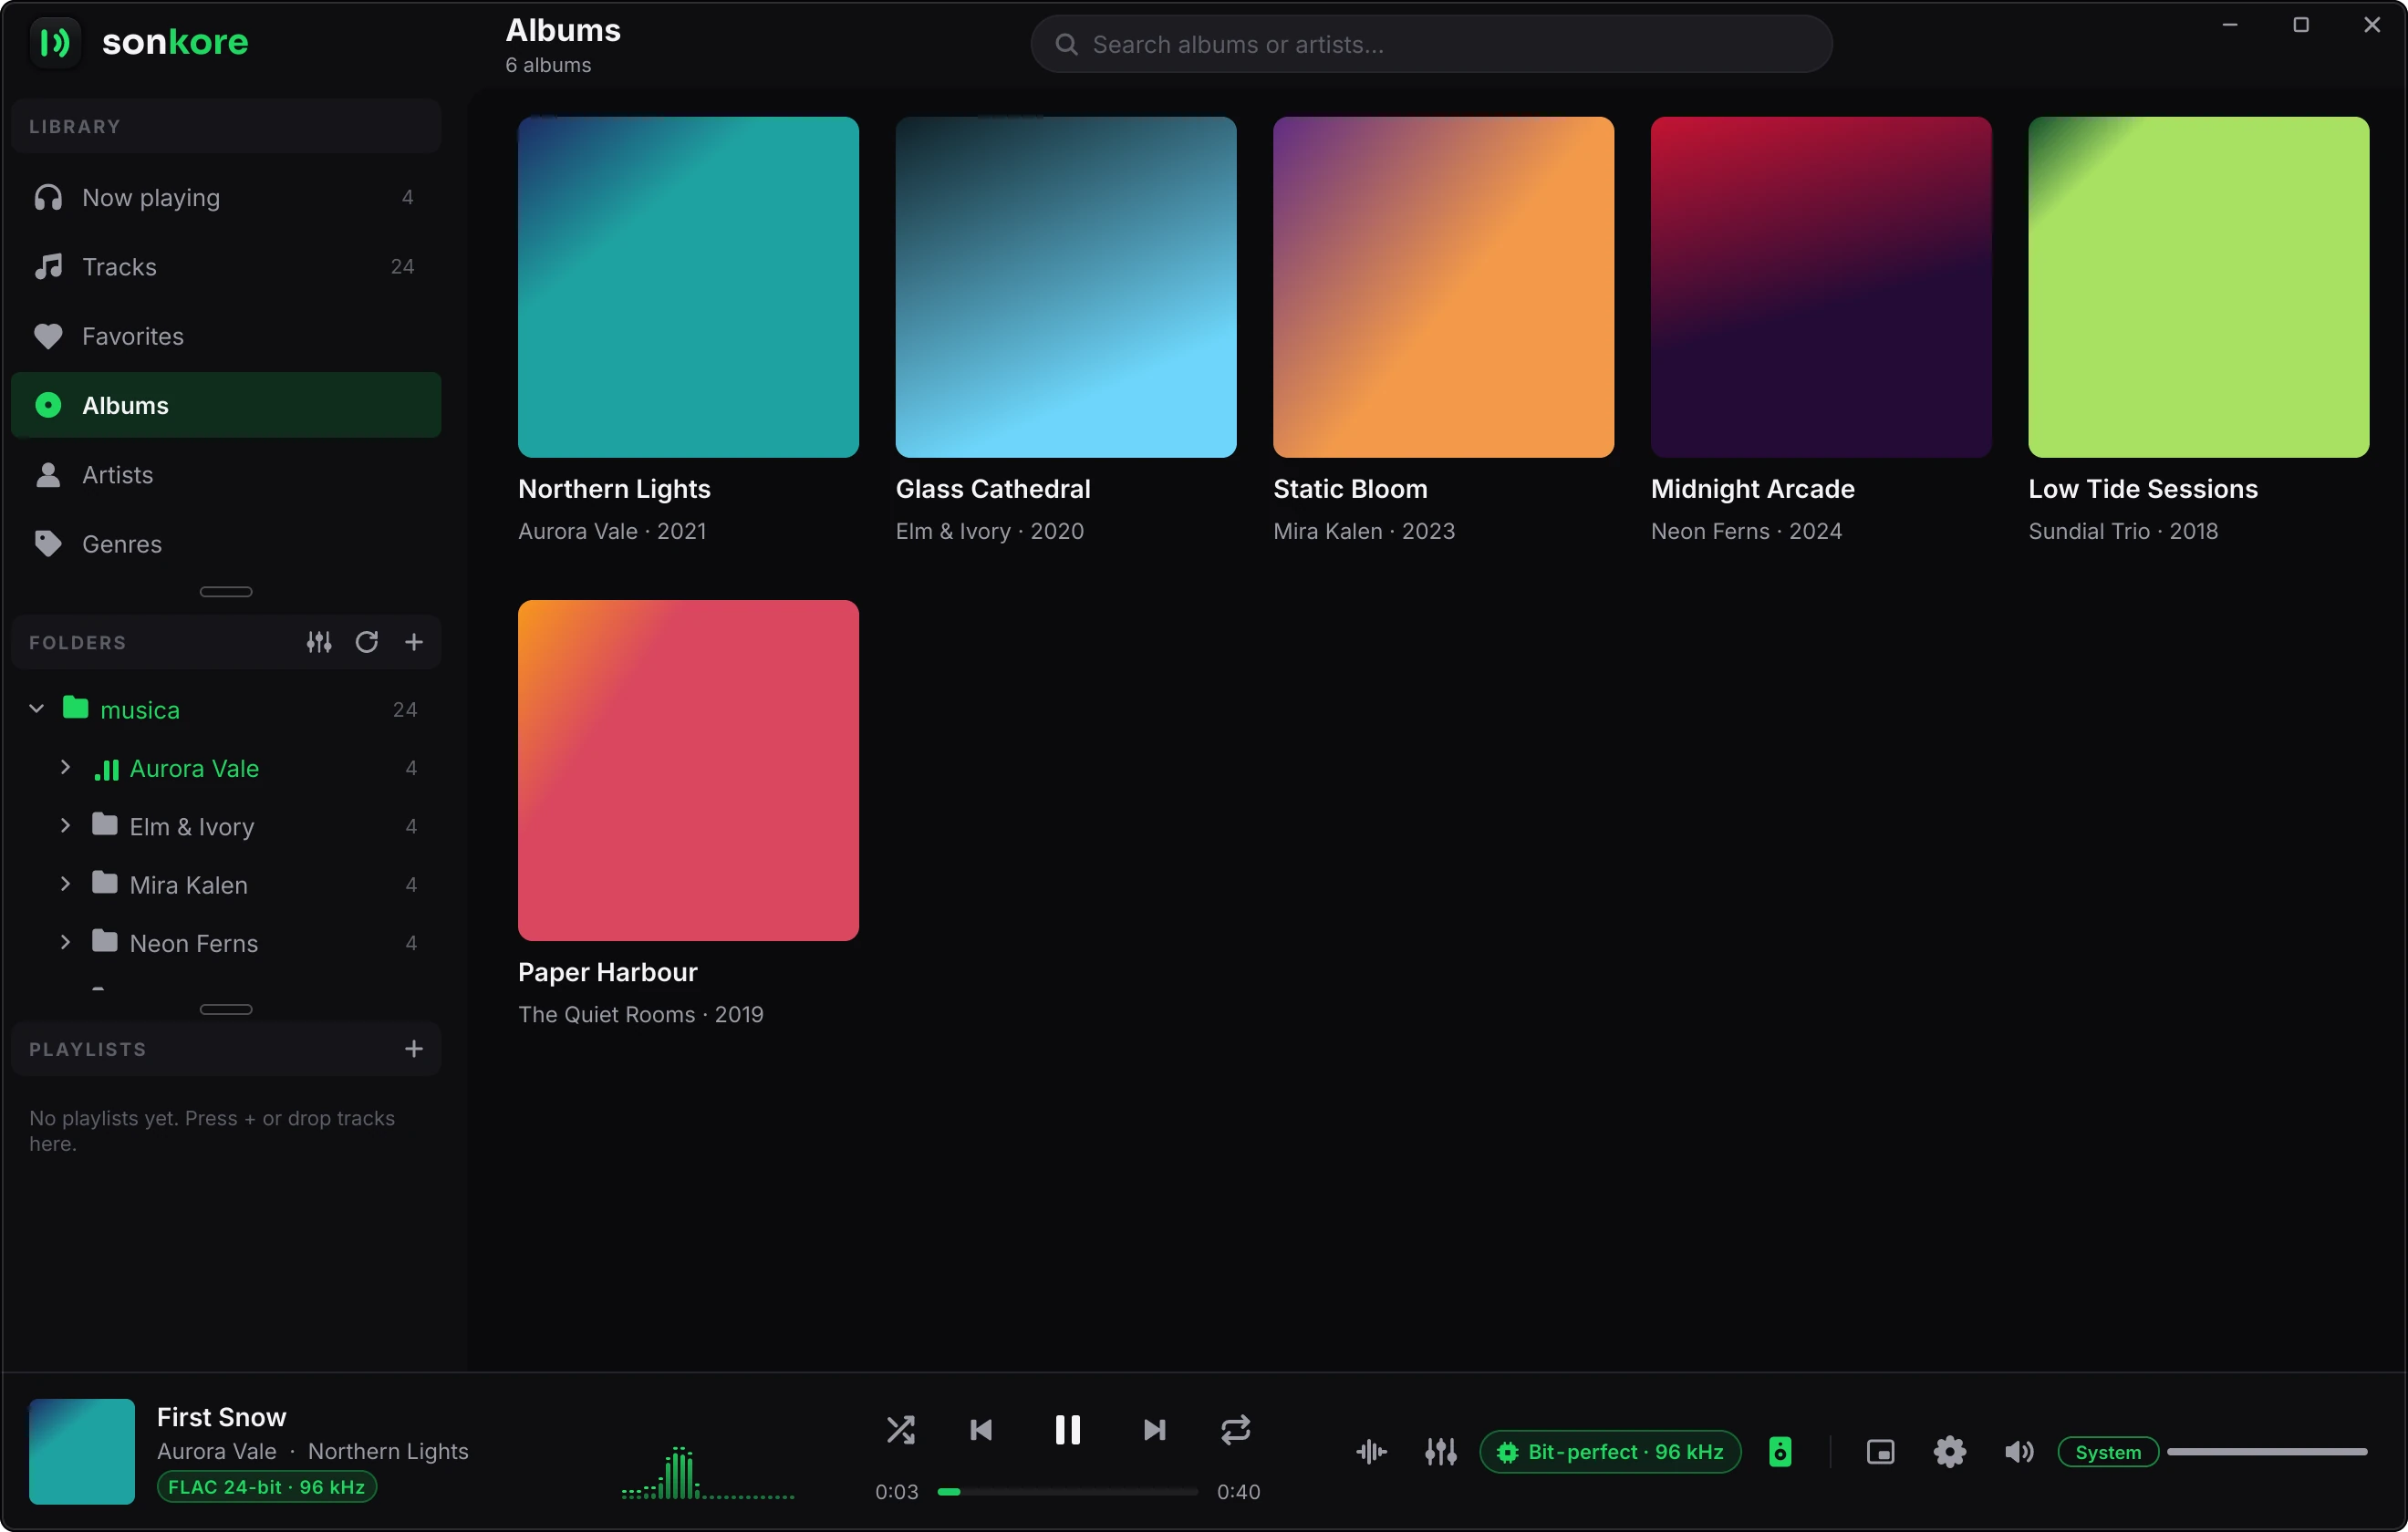 sonkore
Albums
6 albums
Search albums or artists...
LIBRARY
Now playing 4
Tracks 24
Favorites
Albums
Artists
Genres
FOLDERS
musica 24
Aurora Vale 4
Elm & Ivory 4
Mira Kalen 4
Neon Ferns 4
PLAYLISTS
No playlists yet. Press + or drop tracks
here.
Northern Lights
Aurora Vale · 2021
Glass Cathedral
Elm & Ivory · 2020
Static Bloom
Mira Kalen · 2023
Midnight Arcade
Neon Ferns · 2024
Low Tide Sessions
Sundial Trio · 2018
Paper Harbour
The Quiet Rooms · 2019
First Snow
Aurora Vale · Northern Lights
FLAC 24-bit · 96 kHz
0:03
0:40
Bit-perfect · 96 kHz
System